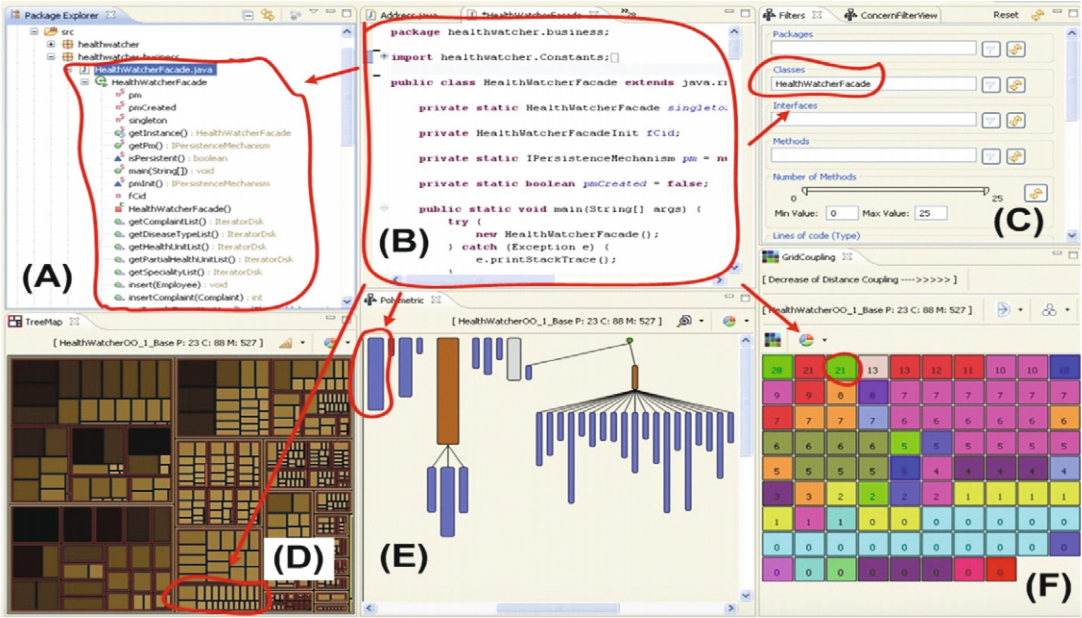 Package Explorer
src
healthwatcher
healthwatcher.business
HealthWatcherFacade.java
HealthWatcherFacade
pm
pmCreated
singleton
getInstance() : HealthWatcherFacade
getPm() : IPersistenceMechanism
isPersistent() : boolean
main(String[]) : void
pmInit() : IPersistenceMechanism
fCid
HealthWatcherFacade()
getComplaintList() : IteratorDsk
getDiseaseTypeList() : IteratorDsk
getHealthUnitList() : IteratorDsk
getPartialHealthUnitList() : IteratorDsk
getSpecialityList() : IteratorDsk
insert(Employee) : void
insertComplaint(Complaint) : int
(A)
Address.java
*HealthWatcherFacade
package healthwatcher.business;
import healthwatcher.Constants;
public class HealthWatcherFacade extends java.r
private static HealthWatcherFacade singleto
private HealthWatcherFacadeInit fCid;
private static IPersistenceMechanism pm = nu
private static boolean pmCreated = false;
public static void main(String[] args) {
try {
new HealthWatcherFacade();
} catch (Exception e) {
e.printStackTrace();
}
(B)
Filters
ConcernFilterView
Reset
Packages
Classes
HealthWatcherFacade
Interfaces
Methods
Number of Methods
0
25
Min Value: 0 Max Value: 25
Lines of code (Type)
(C)
TreeMap
[ HealthWatcherOO_1_Base P: 23 C: 88 M: 527 ]
(D)
Polymetric
[ HealthWatcherOO_1_Base P: 23 C: 88 M: 527 ]
(E)
GridCoupling
[ Decrease of Distance Coupling ---->>>>> ]
[HealthWatcherOO_1_Base P: 23 C: 88 M: 527 ]
28 21 21 13 13 12 11 10 10
9 9 8 8 7 7 7 7 7 7
7 7 7 7 6 6 6 6 6 6
6 6 6 6 5 5 5 5 5 5
5 5 5 5 5 4 4 4 4 4
3 3 2 2 2 2 1 1 1 1
1 1 1 0 0 0 0 0 0 0
0 0 0 0 0 0 0 0 0 0
0 0 0 0 0 0 0 0
(F)